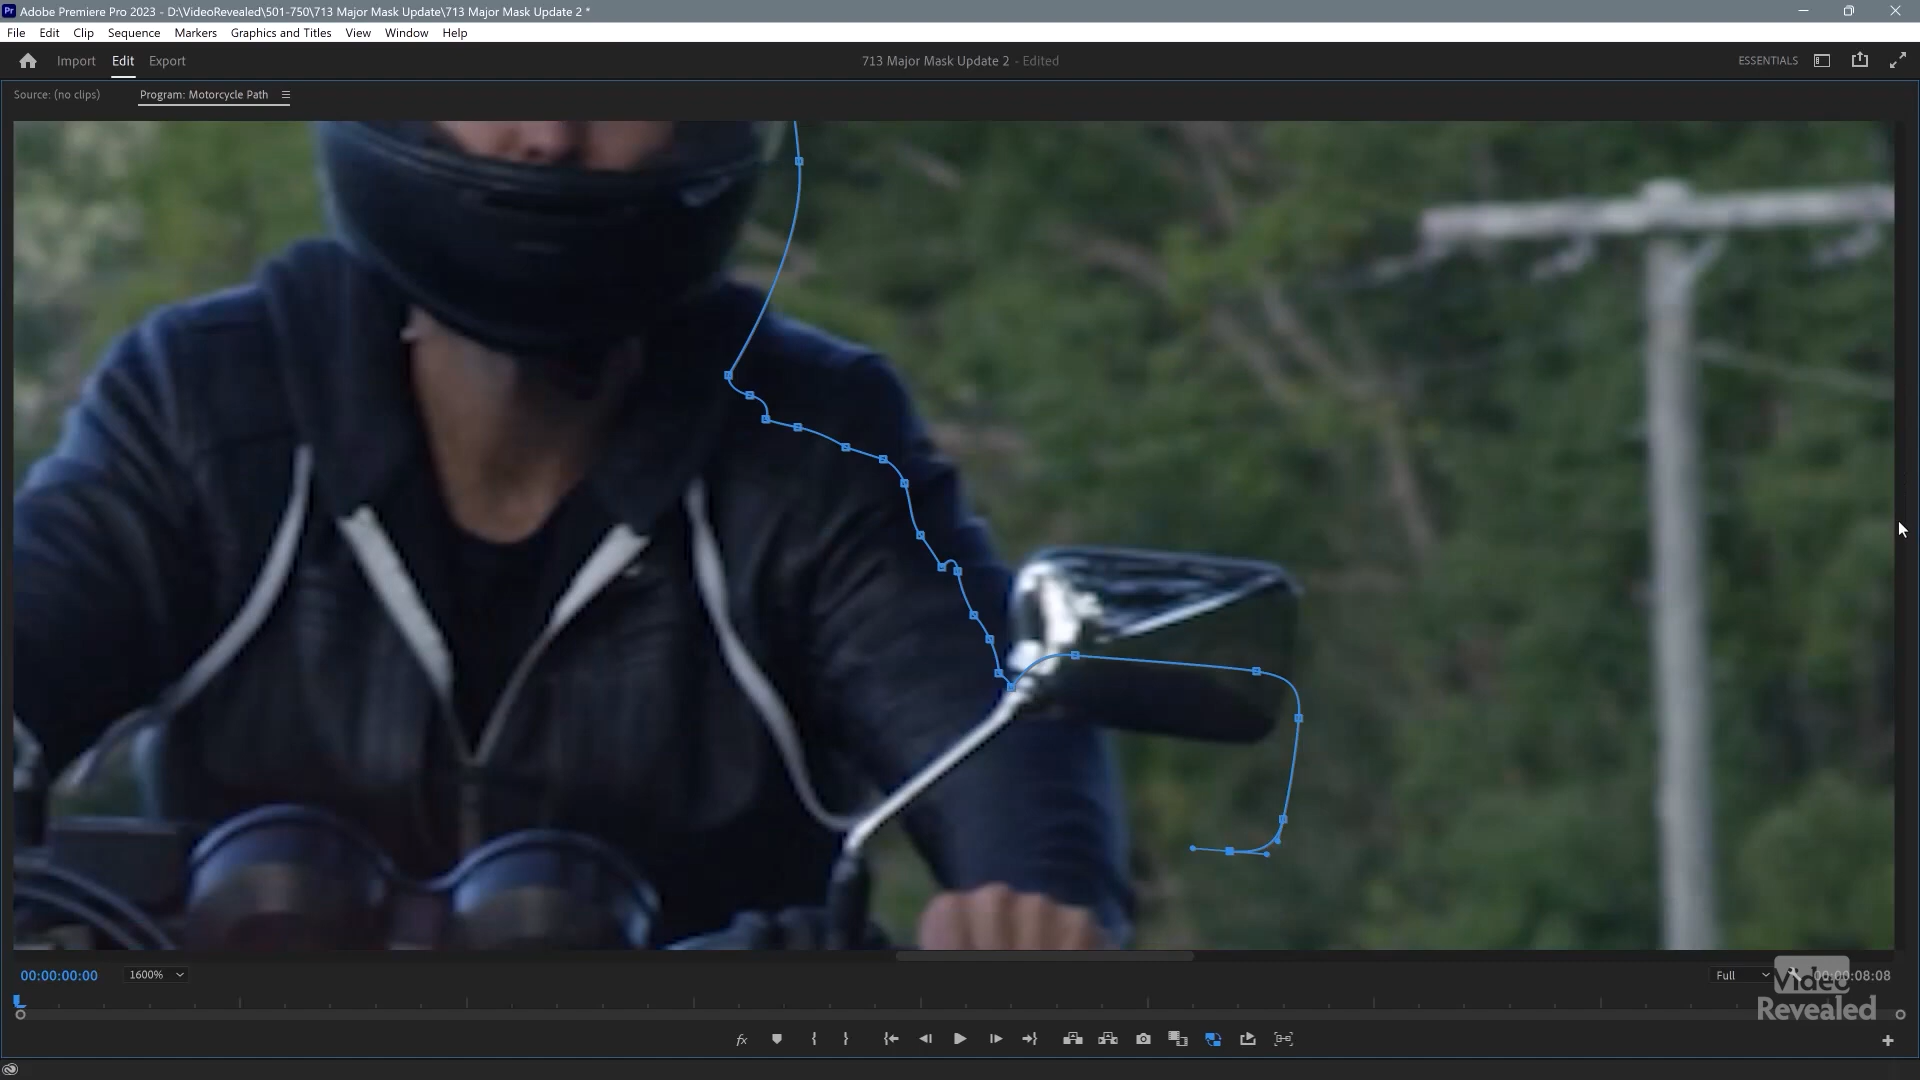 Pr Adobe Premiere Pro 2023 - D:\VideoRevealed\501-750\713 Major Mask Update\713 Major Mask Update 2 *
File Edit Clip Sequence Markers Graphics and Titles View Window Help
Import Edit Export
713 Major Mask Update 2 - Edited
ESSENTIALS
Source: (no clips) Program: Motorcycle Path
00:00:00:00 1600% Full 00:00:08:08
Video
Revealed
fx